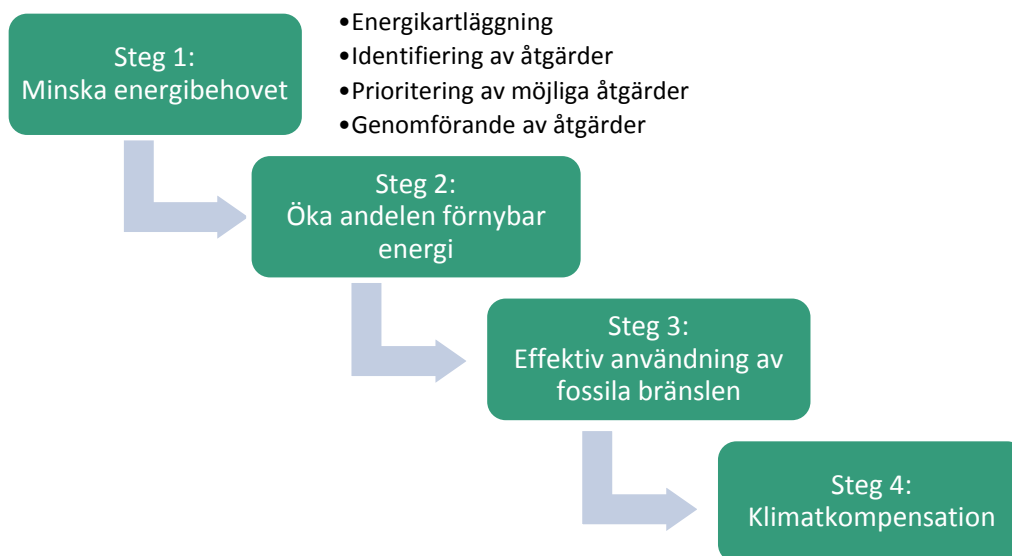 Steg 1:
Minska energibehovet
•Energikartläggning
•Identifiering av åtgärder
•Prioritering av möjliga åtgärder
•Genomförande av åtgärder
Steg 2:
Öka andelen förnybar
energi
Steg 3:
Effektiv användning av
fossila bränslen
Steg 4:
Klimatkompensation